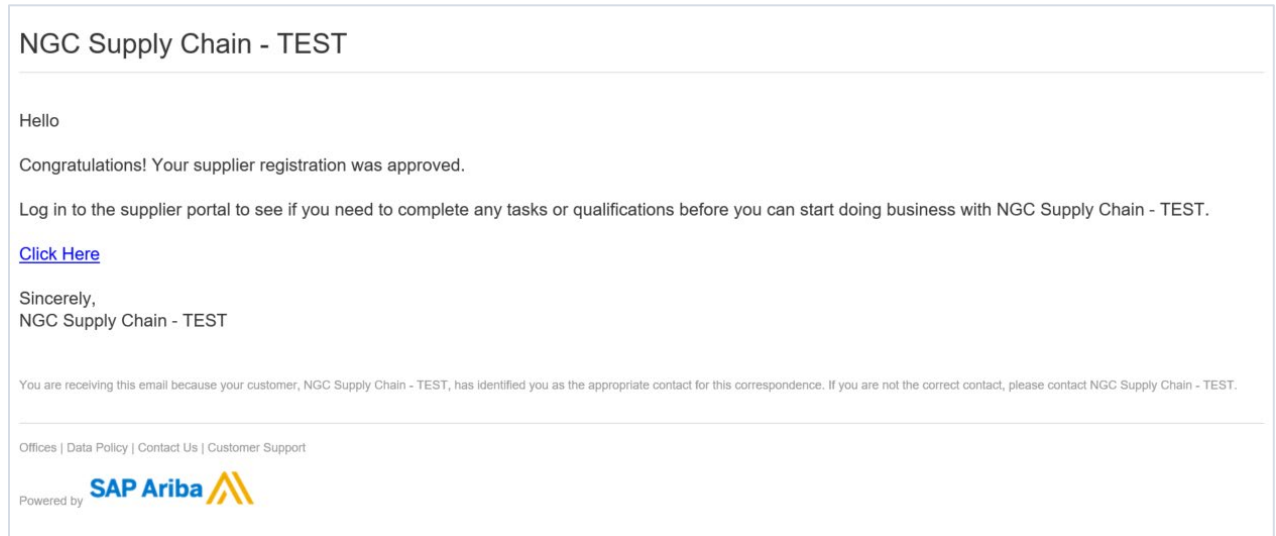 NGC Supply Chain - TEST
Hello
Congratulations! Your supplier registration was approved.
Log in to the supplier portal to see if you need to complete any tasks or qualifications before you can start doing business with NGC Supply Chain - TEST.
Click Here
Sincerely,
NGC Supply Chain - TEST
You are receiving this email because your customer, NGC Supply Chain - TEST, has identified you as the appropriate contact for this correspondence. If you are not the correct contact, please contact NGC Supply Chain - TEST.
Offices | Data Policy | Contact Us | Customer Support
Powered by SAP Ariba